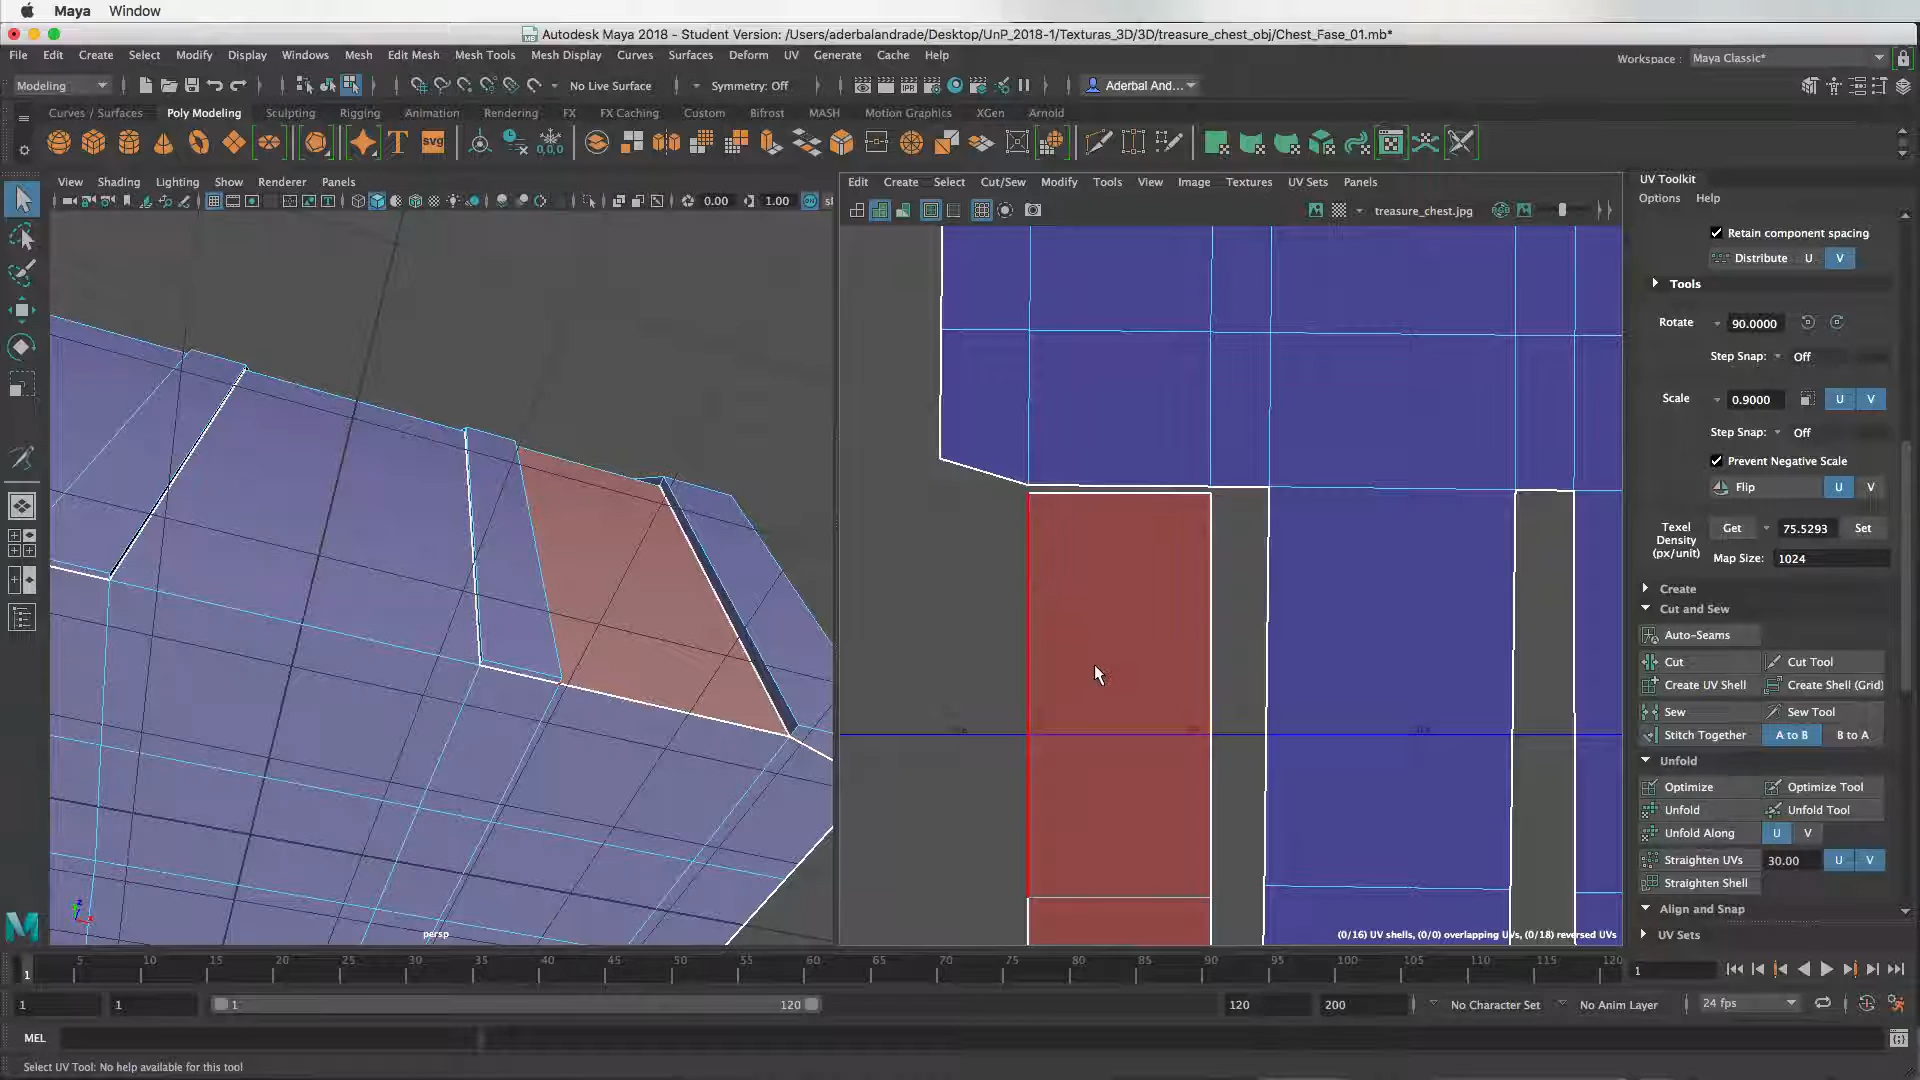 Maya Window
Autodesk Maya 2018 - Student Version: /Users/aderbalandrade/Desktop/UnP_2018-1/Texturas_3D/3D/treasure_chest_obj/Chest_Fase_01.mb*
File Edit Create Select Modify Display Windows Mesh Edit Mesh Mesh Tools Mesh Display Curves Surfaces Deform UV Generate Cache Help
Workspace : Maya Classic*
Modeling No Live Surface Symmetry: Off Aderbal And...
Curves / Surfaces Poly Modeling Sculpting Rigging Animation Rendering FX FX Caching Custom Bifrost MASH Motion Graphics XGen Arnold
T SVG 0,0,0
View Shading Lighting Show Renderer Panels
0.00 1.00
Edit Create Select Cut/Sew Modify Tools View Image Textures UV Sets Panels
treasure_chest.jpg
UV Toolkit
Options Help
Retain component spacing
Distribute U V
Tools
Rotate 90.0000
Step Snap: Off
Scale 0.9000 U V
Step Snap: Off
Prevent Negative Scale
Flip U V
Texel Density (px/unit) Get 75.5293 Set
Map Size: 1024
Create
Cut and Sew
Auto-Seams
Cut Cut Tool
Create UV Shell Create Shell (Grid)
Sew Sew Tool
Stitch Together A to B B to A
Unfold
Optimize Optimize Tool
Unfold Unfold Tool
Unfold Along U V
Straighten UVs 30.00 U V
Straighten Shell
Align and Snap
UV Sets
persp
(0/16) UV shells, (0/0) overlapping UVs, (0/18) reversed UVs
1 5 10 15 20 25 30 35 40 45 50 55 60 65 70 75 80 85 90 95 100 105 110 115 120
1
1 1 1 120 120 200 No Character Set No Anim Layer 24 fps
MEL
Select UV Tool: No help available for this tool